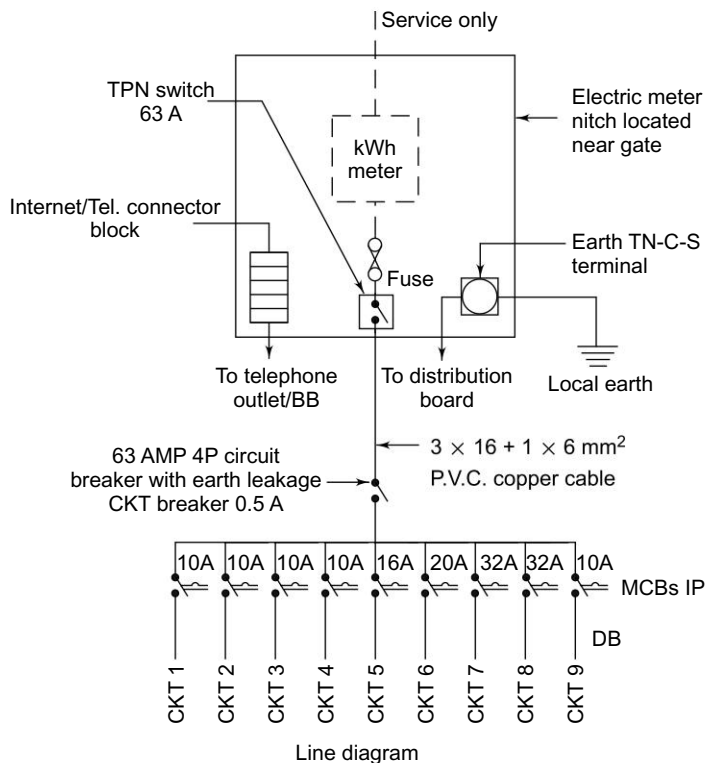 Service only
TPN switch
63 A
Electric meter
nitch located
near gate
kWh
meter
Internet/Tel. connector
block
Earth TN-C-S
terminal
Fuse
To telephone
outlet/BB
To distribution
board
Local earth
63 AMP 4P circuit
breaker with earth leakage
CKT breaker 0.5 A
3 × 16 + 1 × 6 mm²
P.V.C. copper cable
10A 10A 10A 10A 16A 20A 32A 32A 10A
MCBs IP
DB
CKT 1
CKT 2
CKT 3
CKT 4
CKT 5
CKT 6
CKT 7
CKT 8
CKT 9
Line diagram